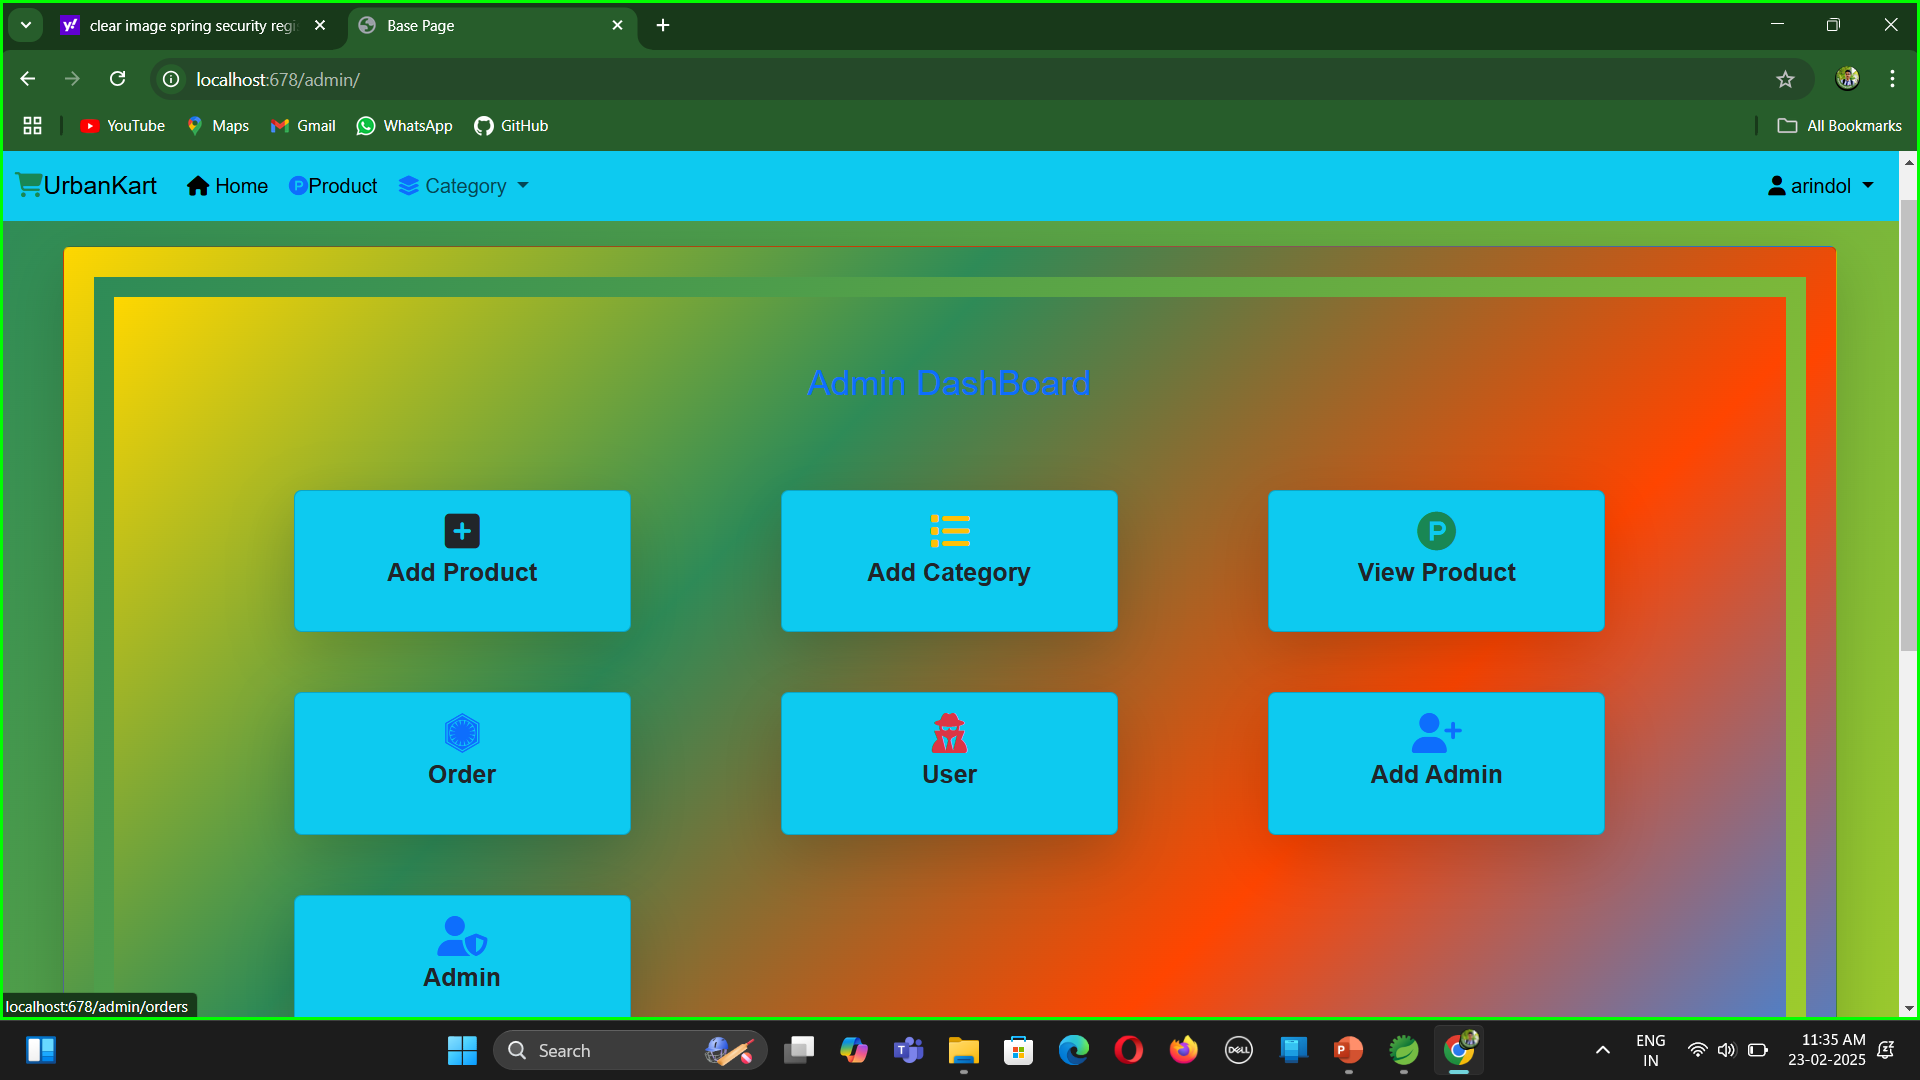 clear image spring security regi
Base Page
localhost:678/admin/
YouTube
Maps
Gmail
WhatsApp
GitHub
All Bookmarks
UrbanKart
Home
Product
Category
arindol
Admin DashBoard
Add Product
Add Category
View Product
Order
User
Add Admin
Admin
localhost:678/admin/orders
Search
ENG
IN
11:35 AM
23-02-2025